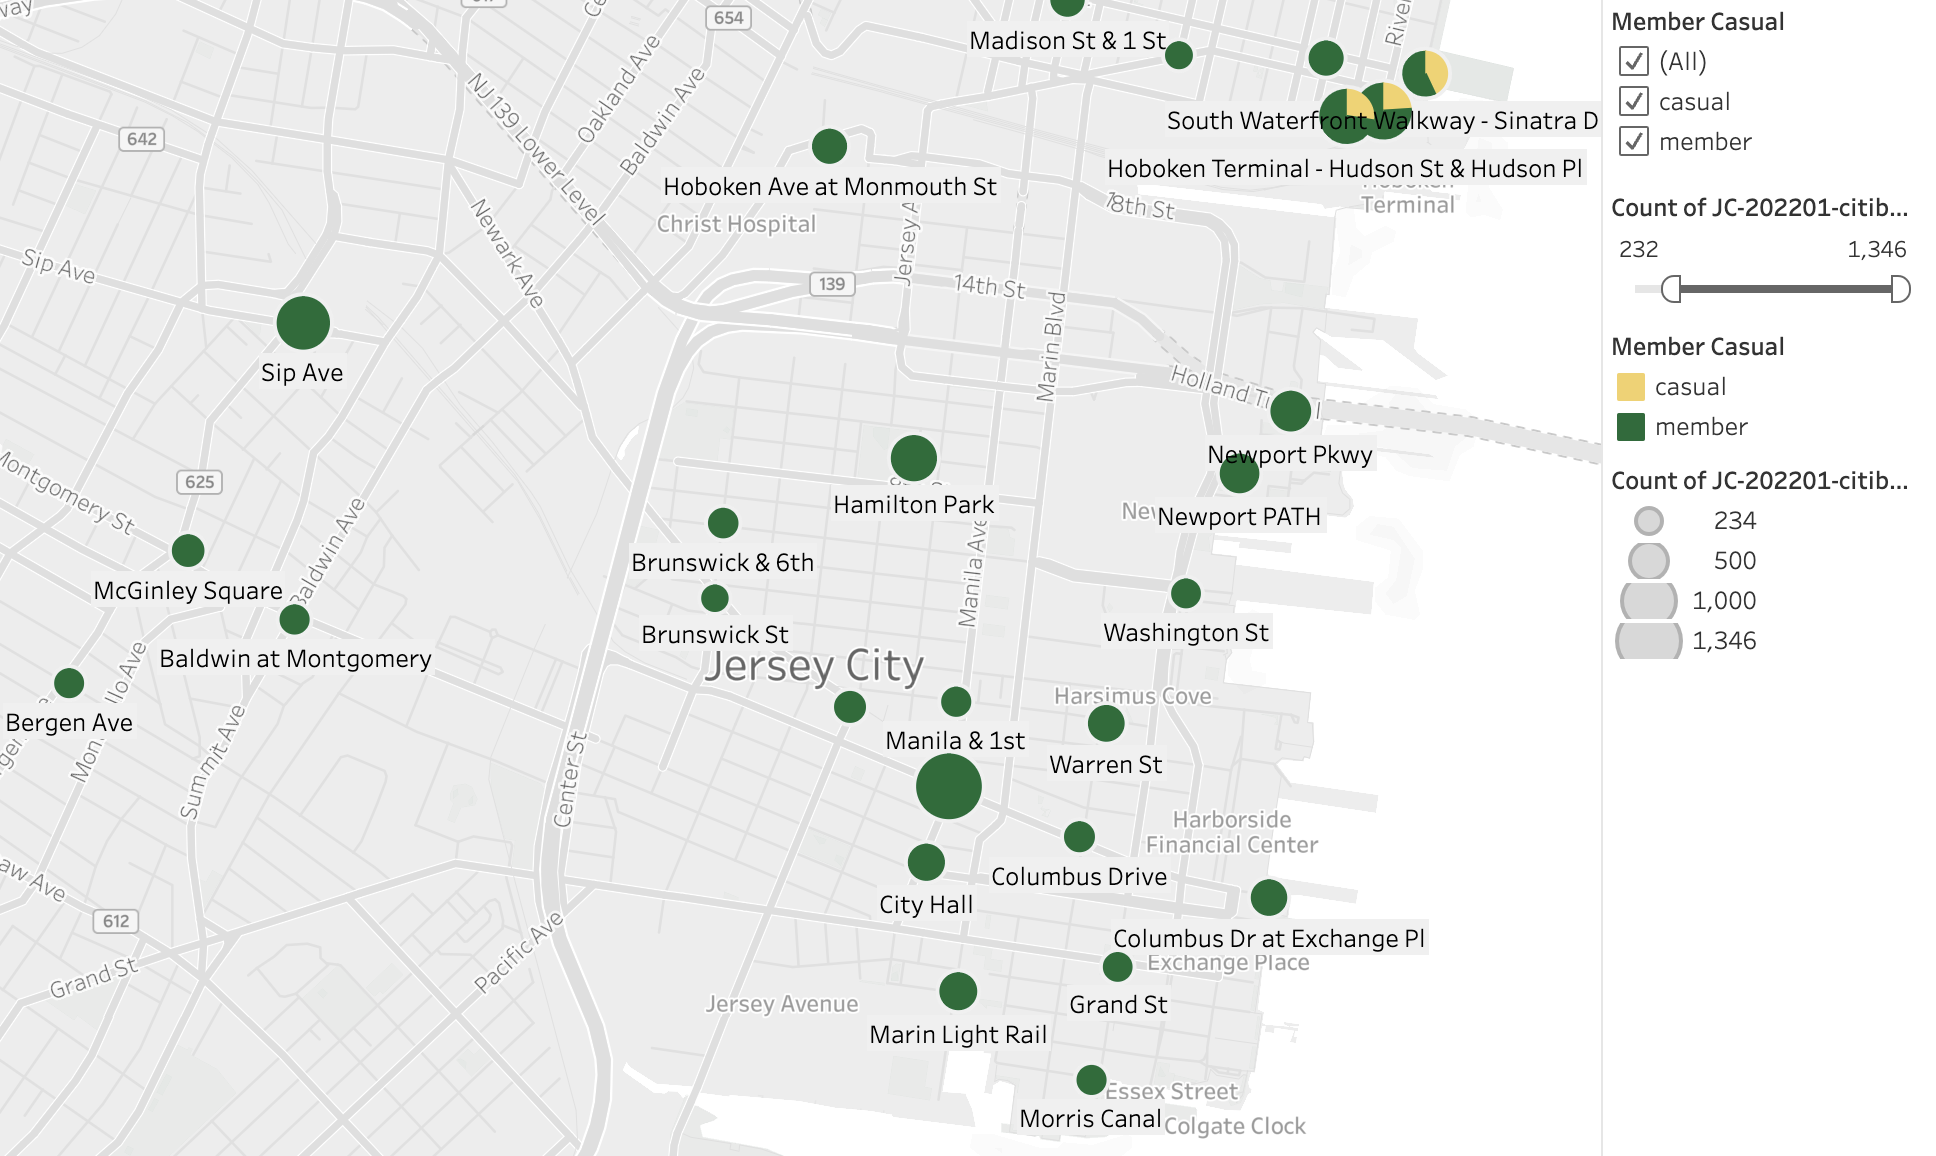 654
Madison St & 1 St
River
NJ 139 Lower Level
Oakland Ave
Baldwin Ave
642
South Waterfront Walkway - Sinatra D
Hoboken Terminal - Hudson St & Hudson Pl
Hoboken
Terminal
Hoboken Ave at Monmouth St
Christ Hospital
18th St
Newark Ave
Jersey A
Sip Ave
139
14th St
Marin Blvd
Sip Ave
Holland Tu l
Newport Pkwy
Hamilton Park
Montgomery St
625
New
Newport PATH
Baldwin Ave
Brunswick & 6th
Manila Ave
McGinley Square
Brunswick St
Washington St
Baldwin at Montgomery
Jersey City
Harsimus Cove
Bergen Ave
Manila & 1st
Warren St
Summit Ave
Center St
Harborside
Financial Center
Columbus Drive
City Hall
aw Ave
612
Columbus Dr at Exchange Pl
Exchange Place
Pacific Ave
Grand St
Jersey Avenue
Grand St
Marin Light Rail
Essex Street
Morris Canal
Colgate Clock
Member Casual
(All)
casual
member
Count of JC-202201-citib...
232 1,346
Member Casual
casual
member
Count of JC-202201-citib...
234
500
1,000
1,346